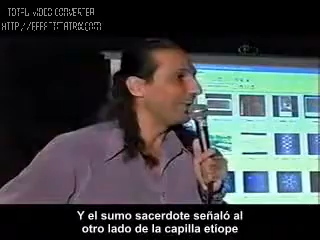 TOTAL VIDEO CONVERTER
HTTP://EFFECTMATRIX.COM
Y el sumo sacerdote señaló al
otro lado de la capilla etíope